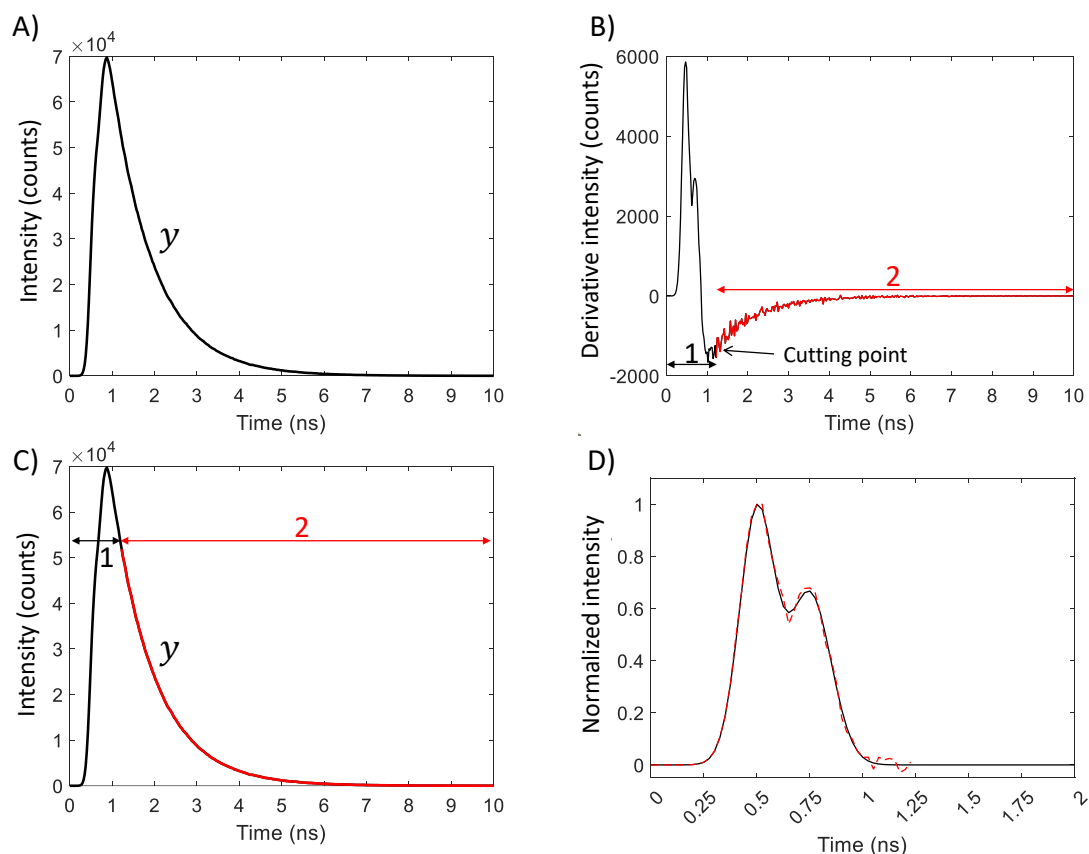 A)
×10⁴
7
6
5
4
3
2
1
0
0 1 2 3 4 5 6 7 8 9 10
Intensity (counts)
Time (ns)
y
B)
6000
4000
2000
0
-2000
0 1 2 3 4 5 6 7 8 9 10
Derivative intensity (counts)
Time (ns)
2
1
Cutting point
C)
×10⁴
7
6
5
4
3
2
1
0
0 1 2 3 4 5 6 7 8 9 10
Intensity (counts)
Time (ns)
1
2
y
D)
1
0.8
0.6
0.4
0.2
0
0 0.25 0.5 0.75 1 1.25 1.5 1.75 2
Normalized intensity
Time (ns)